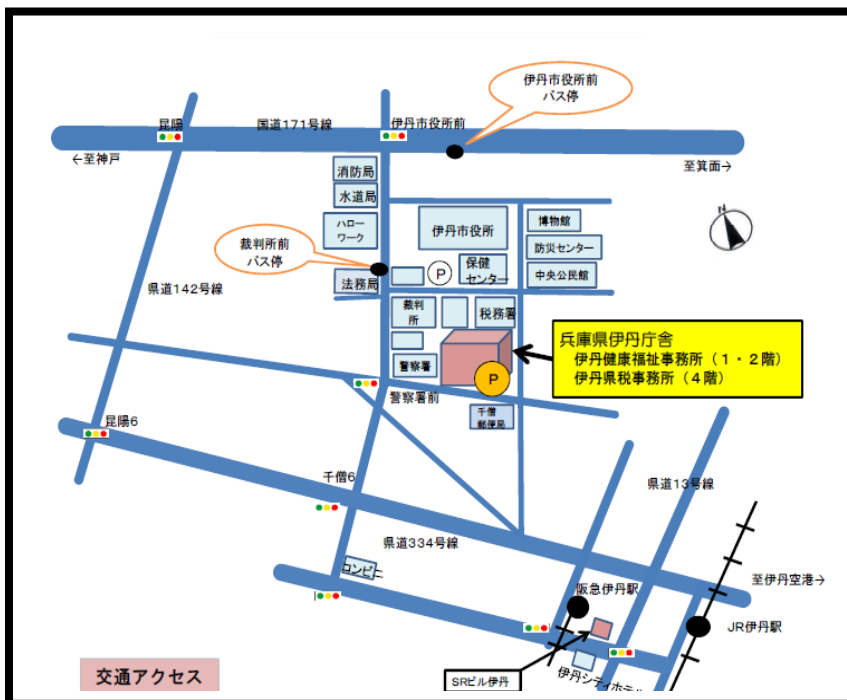 伊丹市役所前
バス停
昆陽
国道171号線
伊丹市役所前
←至神戸
至箕面→
消防局
水道局
ハロー
ワーク
伊丹市役所
博物館
防災センター
中央公民館
N
裁判所前
バス停
保健
センター
P
法務局
県道142号線
裁判
所
税務署
兵庫県伊丹庁舎
伊丹健康福祉事務所（1・2階）
伊丹県税事務所（4階）
警察署
P
警察署前
千僧
郵便局
昆陽6
千僧6
県道13号線
県道334号線
コンビニ
至伊丹空港→
阪急伊丹駅
JR伊丹駅
SRビル伊丹
伊丹シティホテル
交通アクセス